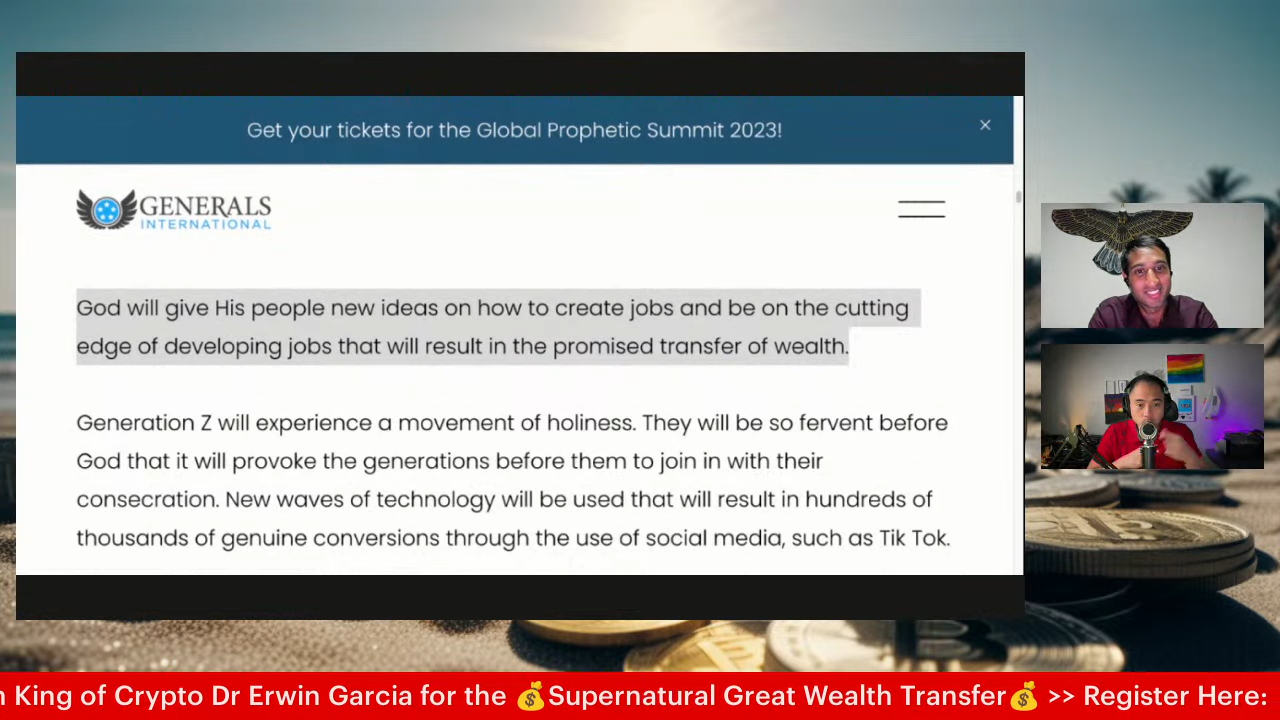 Get your tickets for the Global Prophetic Summit 2023!
GENERALS
INTERNATIONAL
God will give His people new ideas on how to create jobs and be on the cutting
edge of developing jobs that will result in the promised transfer of wealth.
Generation Z will experience a movement of holiness. They will be so fervent before
God that it will provoke the generations before them to join in with their
consecration. New waves of technology will be used that will result in hundreds of
thousands of genuine conversions through the use of social media, such as Tik Tok.
n King of Crypto Dr Erwin Garcia for the 💰Supernatural Great Wealth Transfer💰 >> Register Here: